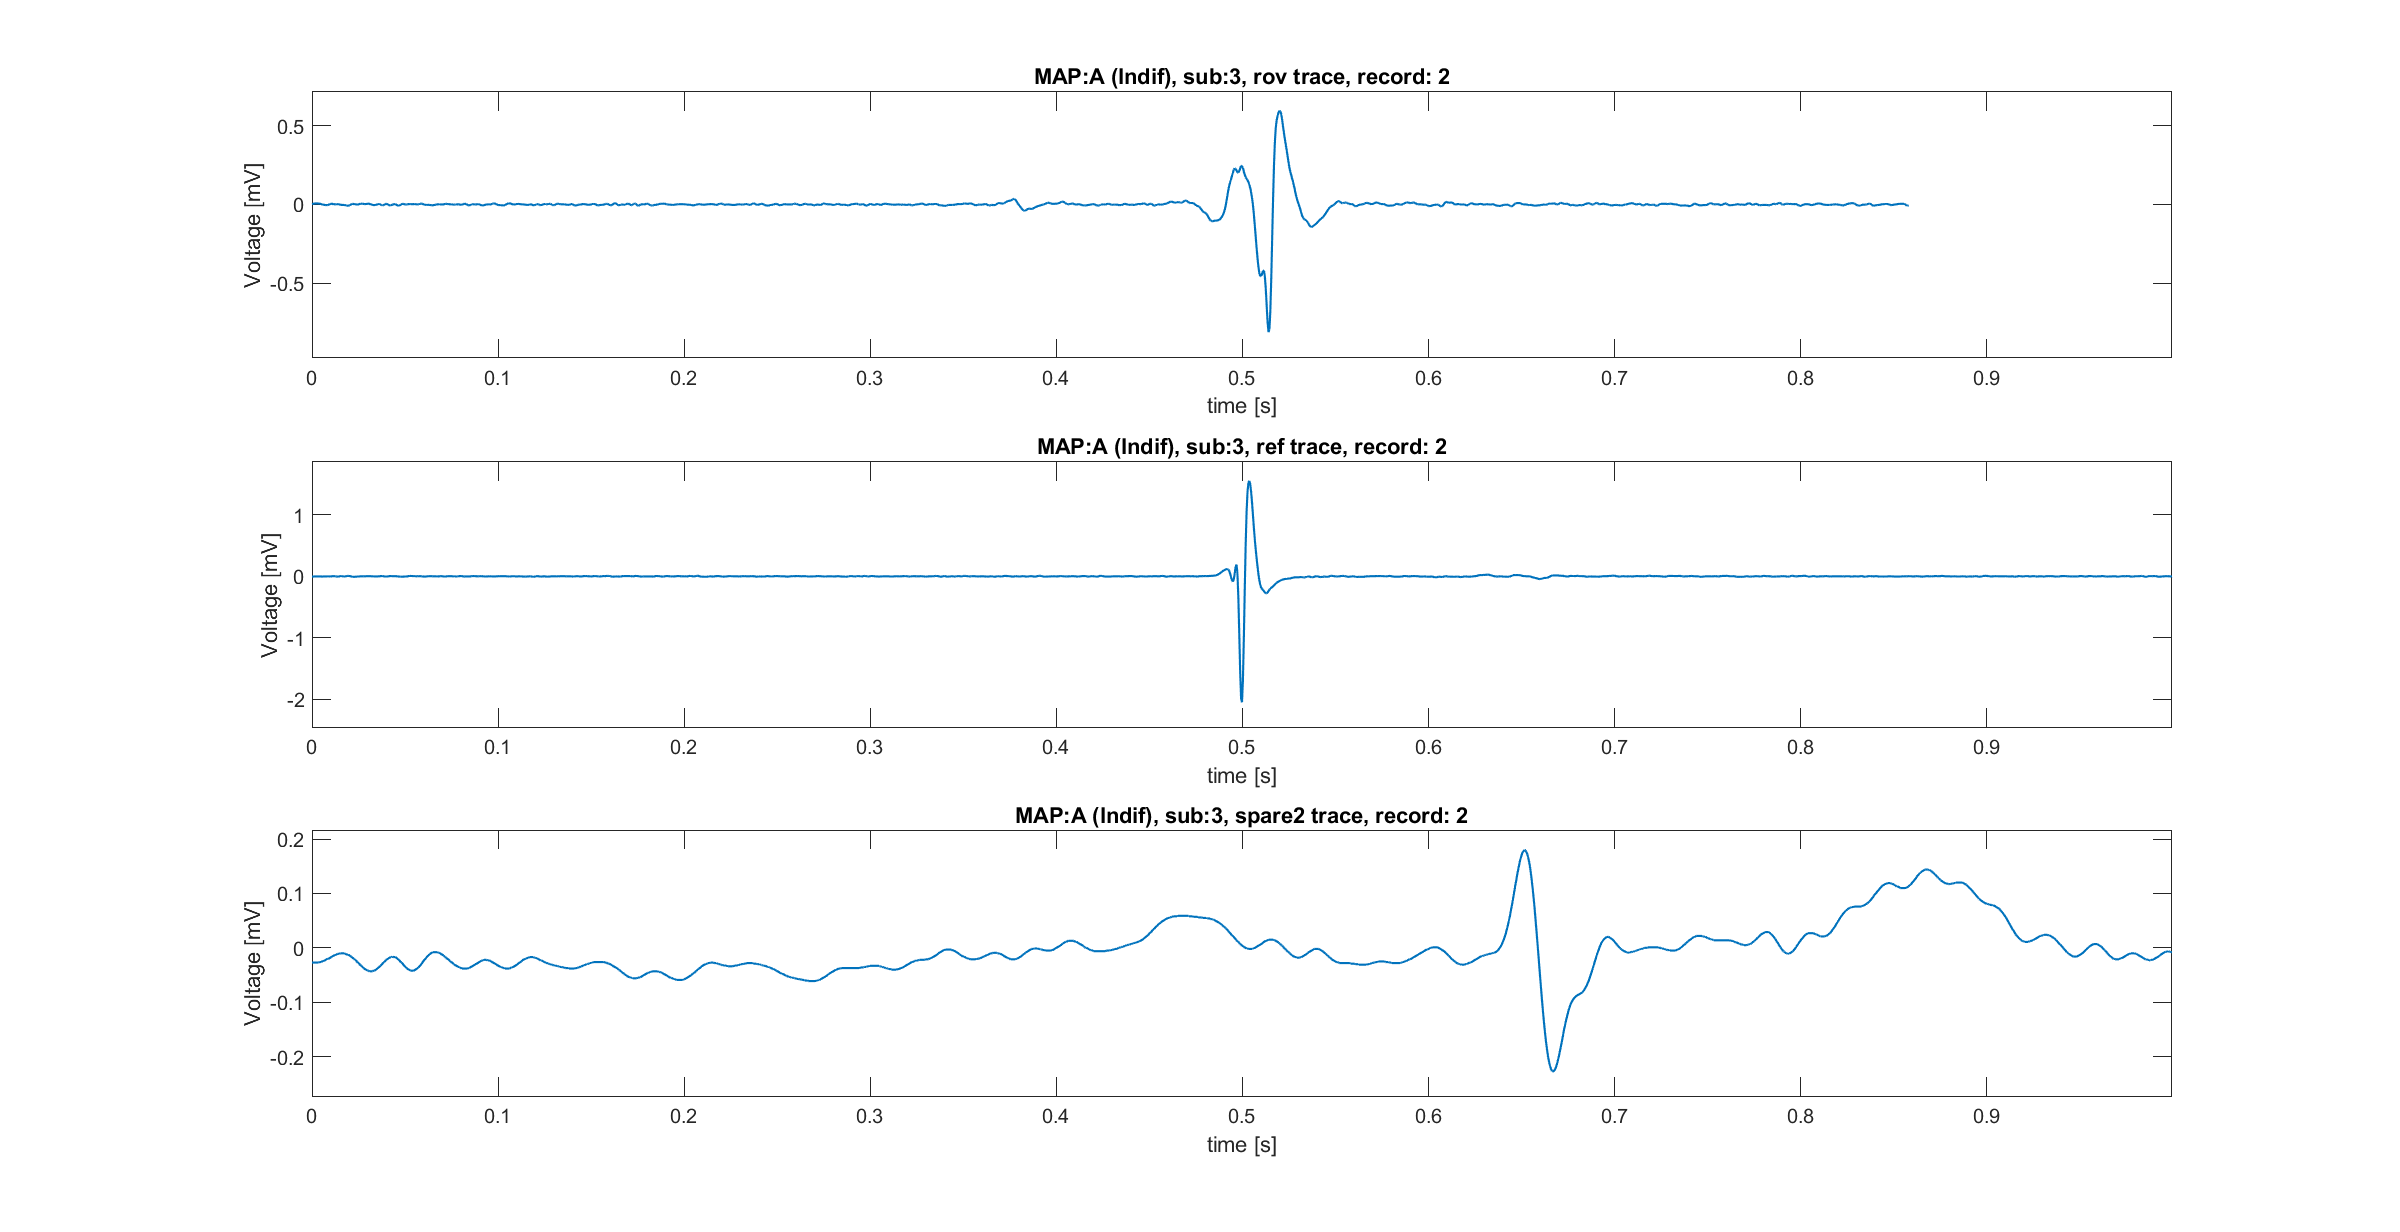 MAP:A (Indif), sub:3, rov trace, record: 2
0.5
0
-0.5
Voltage [mV]
0 0.1 0.2 0.3 0.4 0.5 0.6 0.7 0.8 0.9
time [s]
MAP:A (Indif), sub:3, ref trace, record: 2
1
0
-1
-2
Voltage [mV]
0 0.1 0.2 0.3 0.4 0.5 0.6 0.7 0.8 0.9
time [s]
MAP:A (Indif), sub:3, spare2 trace, record: 2
0.2
0.1
0
-0.1
-0.2
Voltage [mV]
0 0.1 0.2 0.3 0.4 0.5 0.6 0.7 0.8 0.9
time [s]